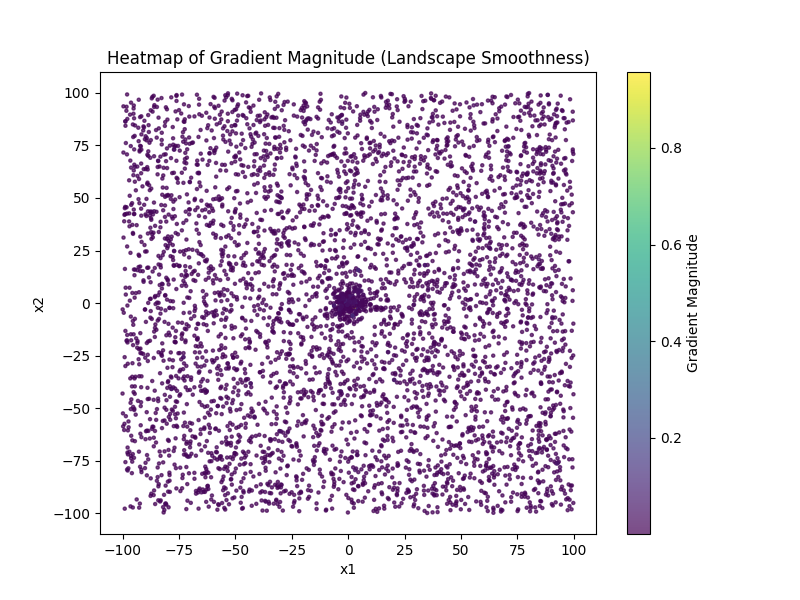 Heatmap of Gradient Magnitude (Landscape Smoothness)
100
75
50
25
0
−25
−50
−75
−100
x2
−100 −75 −50 −25 0 25 50 75 100
x1
0.8
0.6
0.4
0.2
Gradient Magnitude